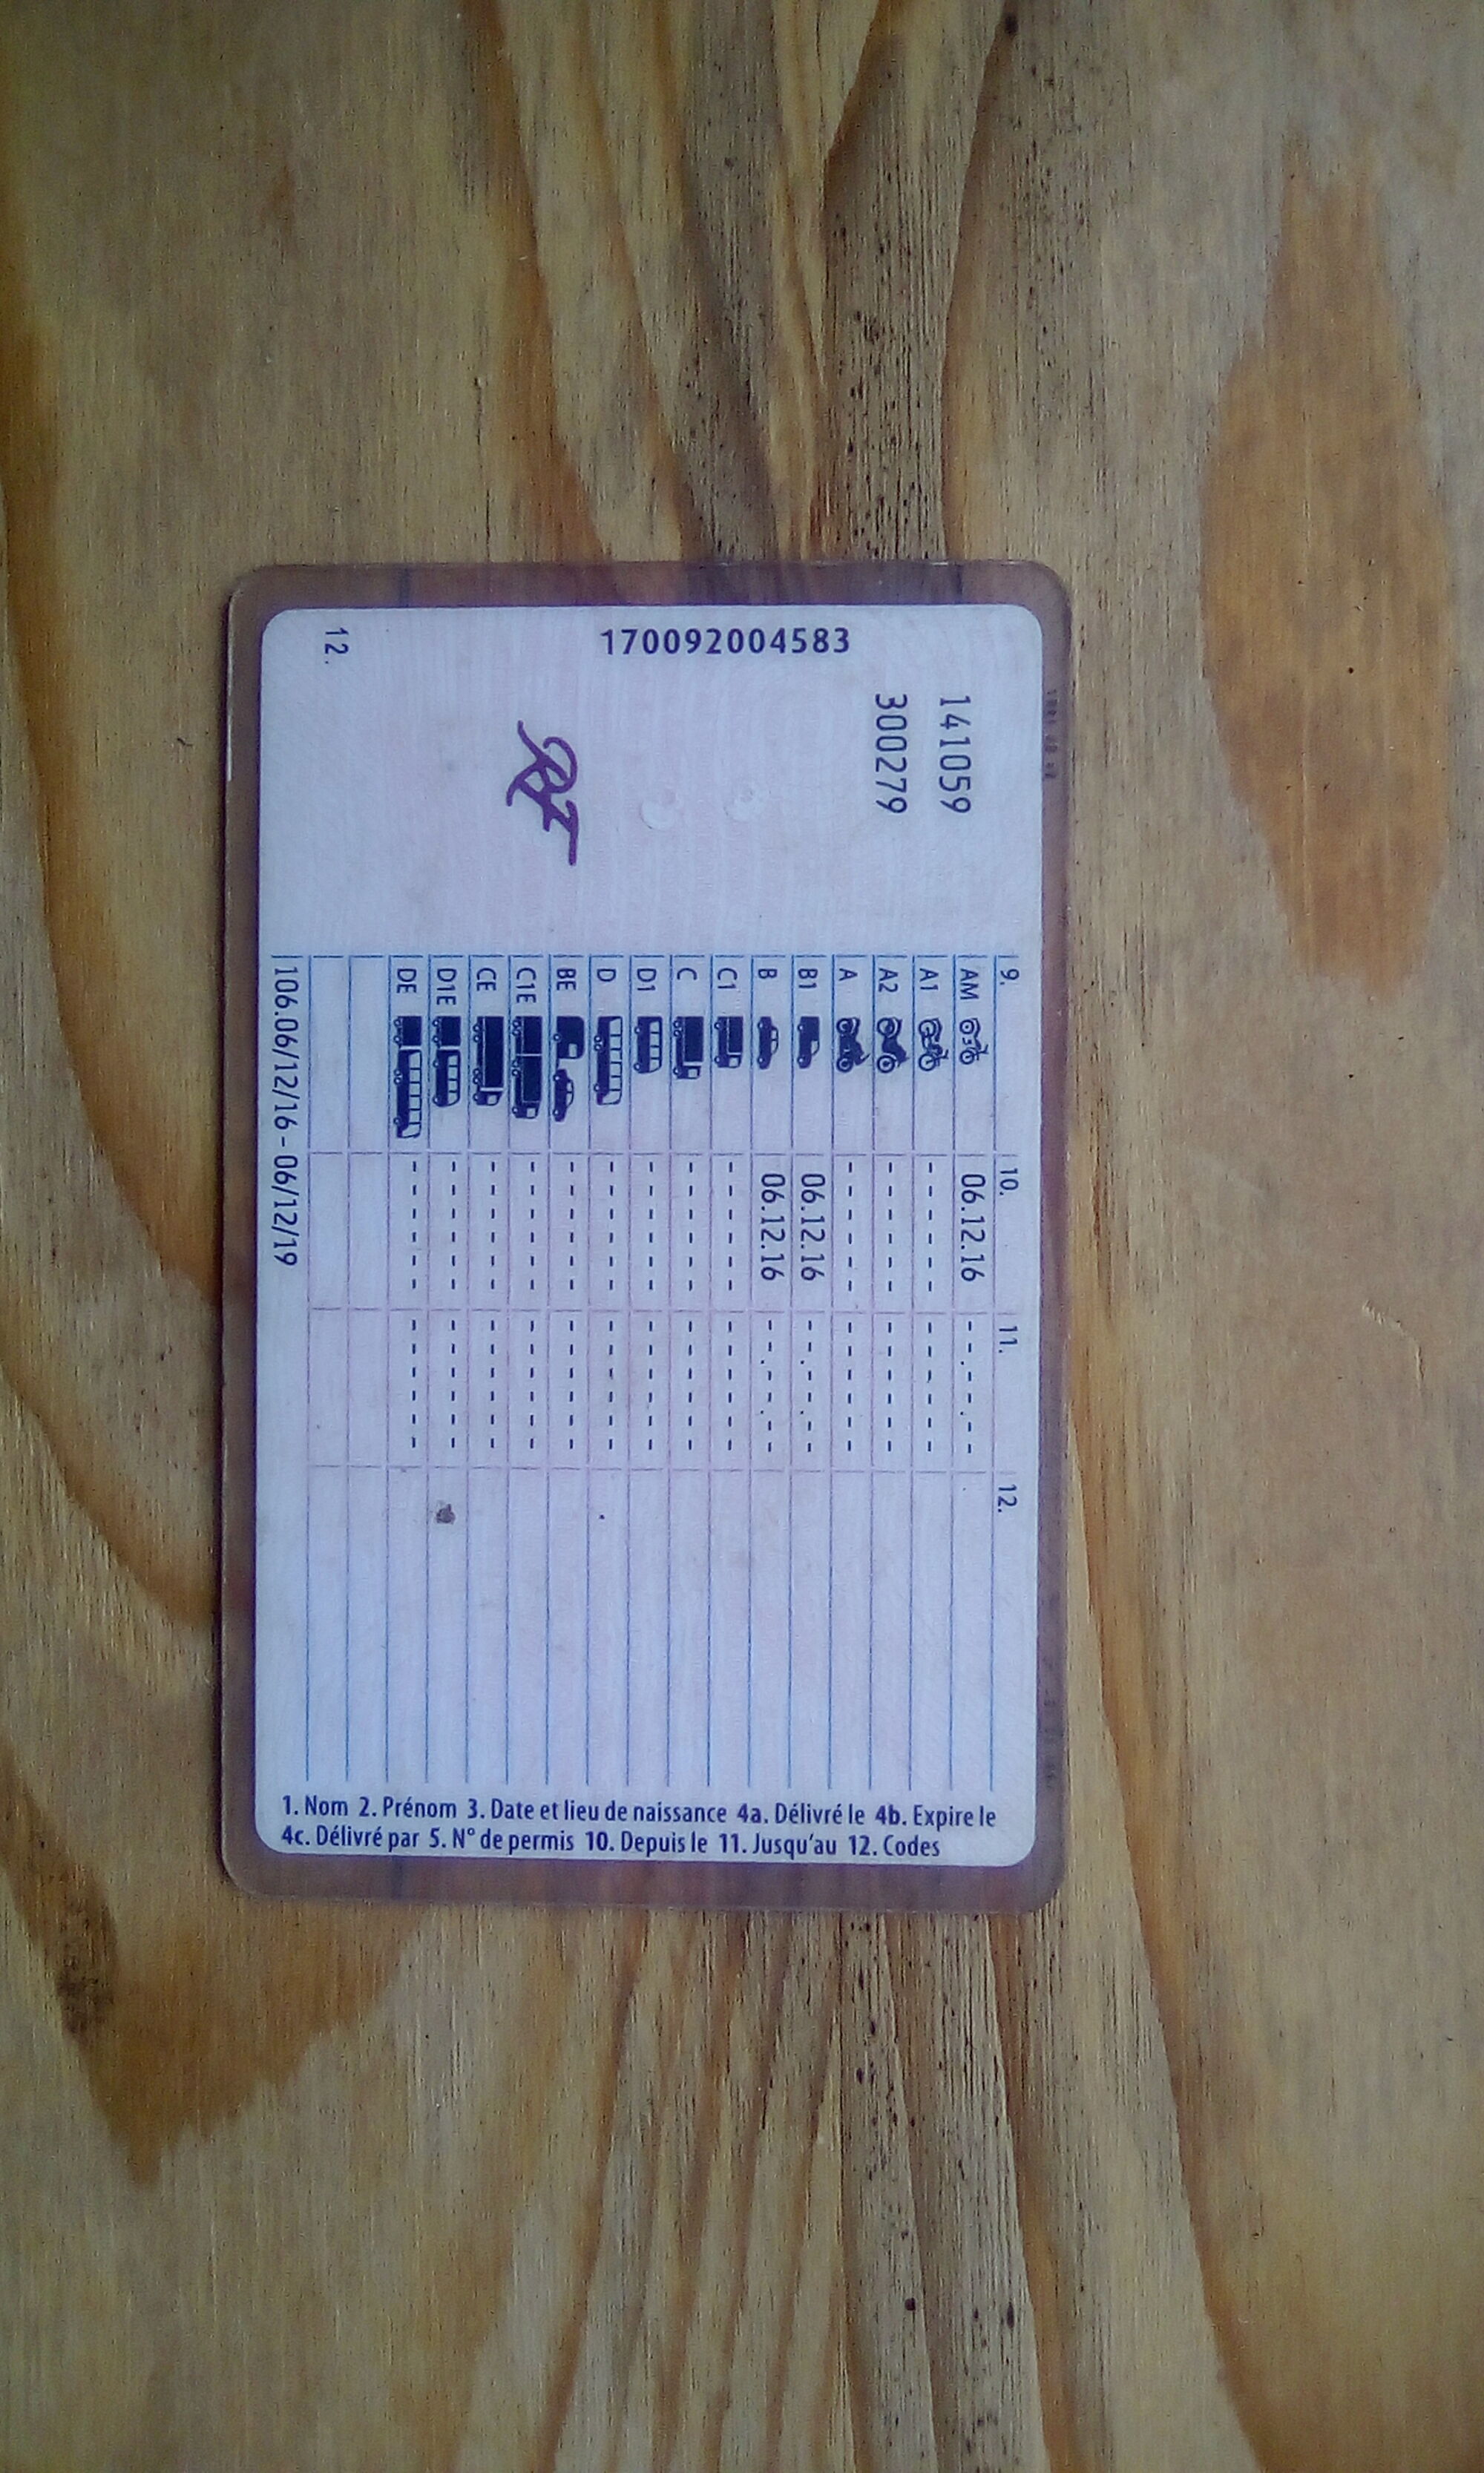 170092004583
141059
300279
12.
9. 10. 11. 12.
AM 06.12.16 --.--.--
A1 ------ ------
A2 ------ ------
A ------ ------
B1 06.12.16 --.--.--
B 06.12.16 --.--.--
C1 ------ ------
C ------ ------
D1 ------ ------
D ------ ------
BE ------ ------
C1E ------ ------
CE ------ ------
D1E ------ ------
DE ------ ------
106.06/12/16-06/12/19
1. Nom 2. Prénom 3. Date et lieu de naissance 4a. Délivré le 4b. Expire le
4c. Délivré par 5. N° de permis 10. Depuis le 11. Jusqu'au 12. Codes